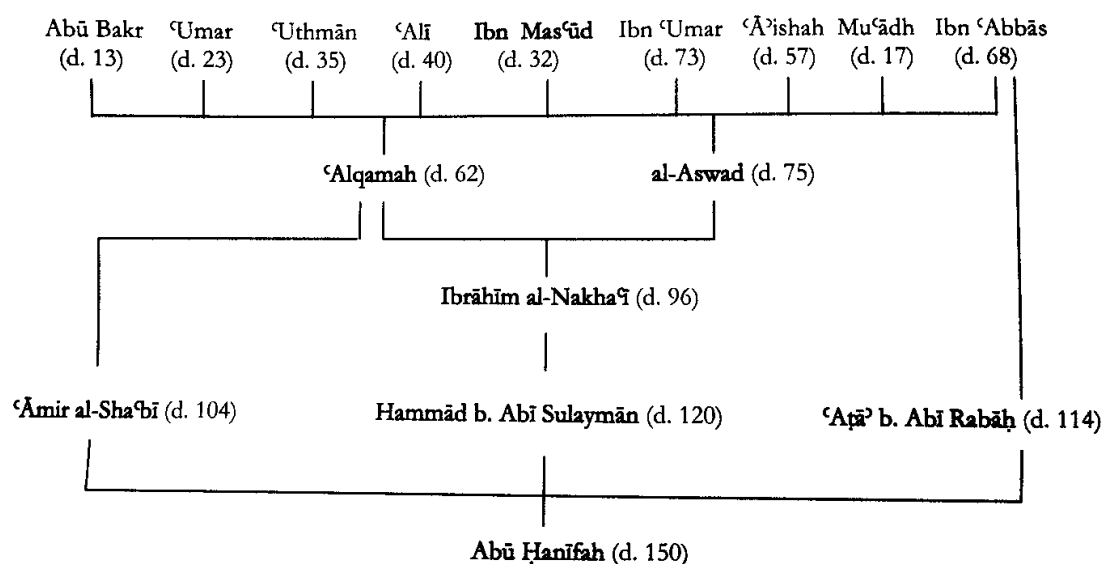 Abū Bakr ʿUmar ʿUthmān ʿAlī Ibn Masʿūd Ibn ʿUmar ʿĀʾishah Muʿādh Ibn ʿAbbās
(d. 13) (d. 23) (d. 35) (d. 40) (d. 32) (d. 73) (d. 57) (d. 17) (d. 68)
ʿAlqamah (d. 62) al-Aswad (d. 75)
Ibrāhīm al-Nakhaʿī (d. 96)
ʿĀmir al-Shaʿbī (d. 104) Hammād b. Abī Sulaymān (d. 120) ʿAṭāʾ b. Abī Rabāḥ (d. 114)
Abū Ḥanīfah (d. 150)